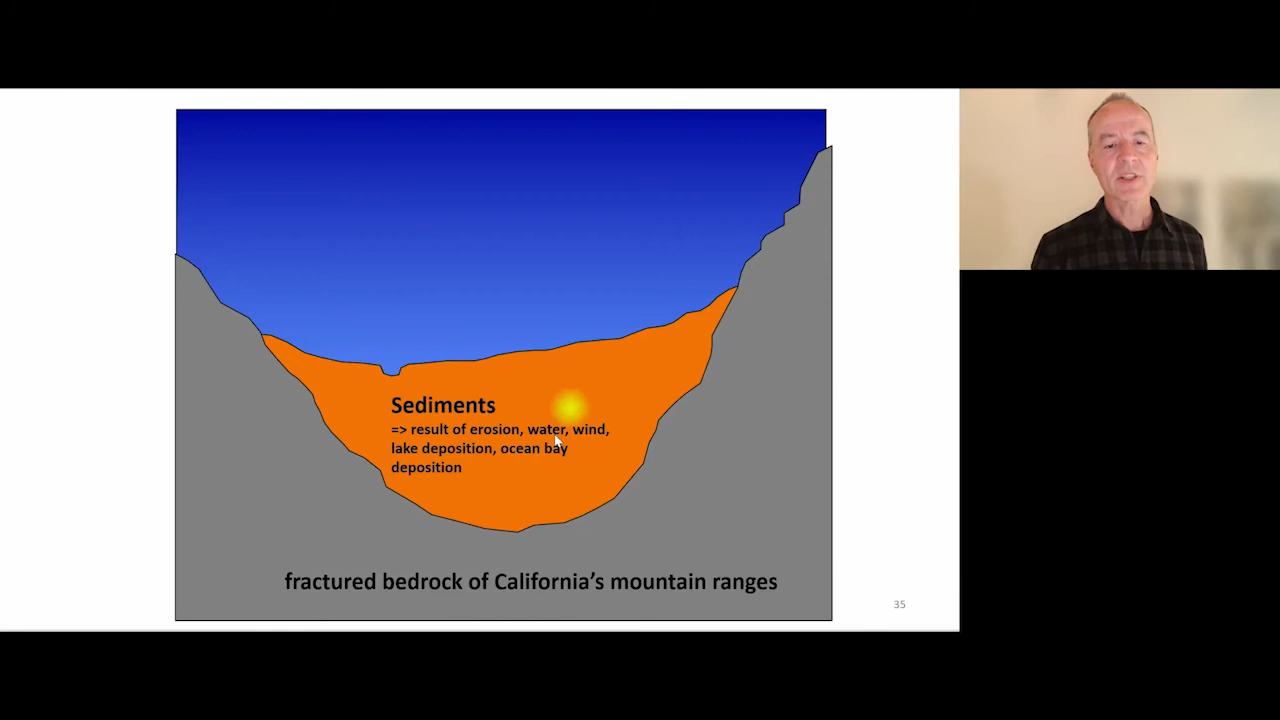 Sediments
=> result of erosion, water, wind,
lake deposition, ocean bay
deposition
fractured bedrock of California’s mountain ranges
35